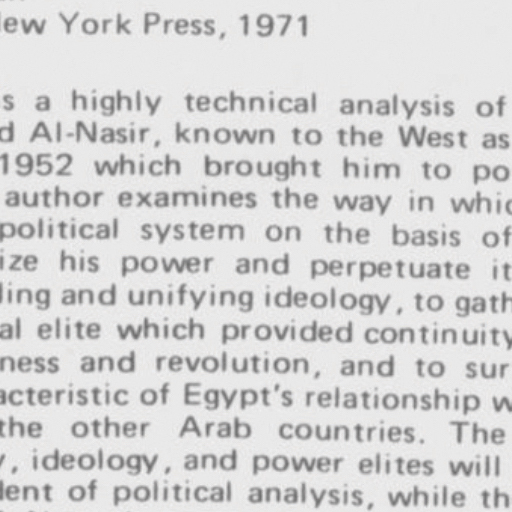 New York Press, 1971
s a highly technical analysis of
d Al-Nasir, known to the West as
1952 which brought him to po
author examines the way in whic
political system on the basis of
ize his power and perpetuate it
ling and unifying ideology, to gath
al elite which provided continuity
ness and revolution, and to sur
acteristic of Egypt's relationship w
the other Arab countries. The
y, ideology, and power elites will
dent of political analysis, while th